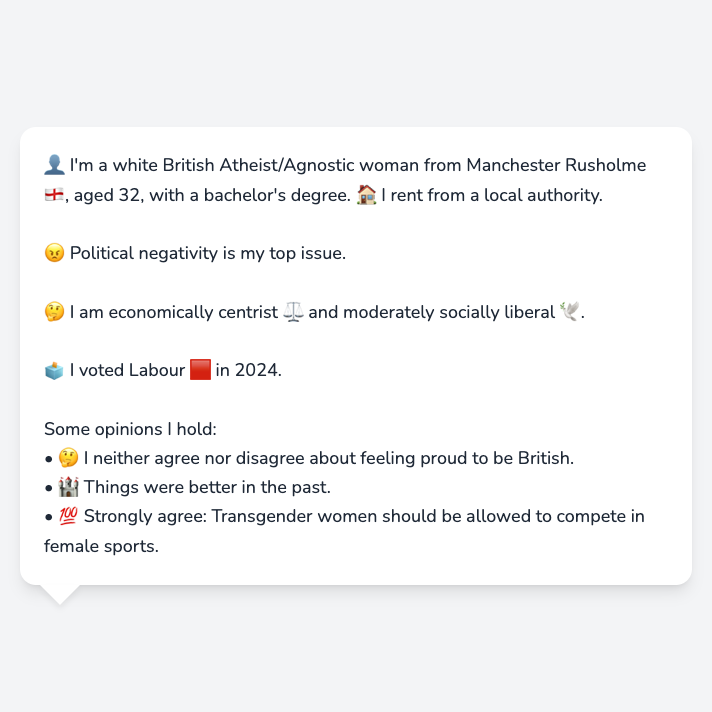 👤 I'm a white British Atheist/Agnostic woman from Manchester Rusholme
🏴󠁧󠁢󠁥󠁮󠁧󠁿, aged 32, with a bachelor's degree. 🏠 I rent from a local authority.
😠 Political negativity is my top issue.
🤔 I am economically centrist ⚖️ and moderately socially liberal 🕊️.
🗳️ I voted Labour 🟥 in 2024.
Some opinions I hold:
• 🤔 I neither agree nor disagree about feeling proud to be British.
• 🏰 Things were better in the past.
• 💯 Strongly agree: Transgender women should be allowed to compete in
female sports.